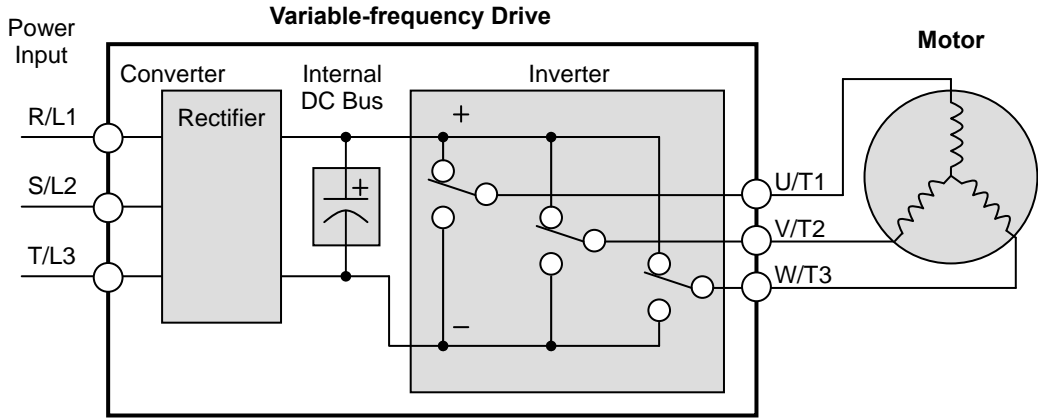 Variable-frequency Drive
Power
Input
Motor
Converter
Internal
DC Bus
Inverter
Rectifier
R/L1
S/L2
T/L3
+
+
–
U/T1
V/T2
W/T3